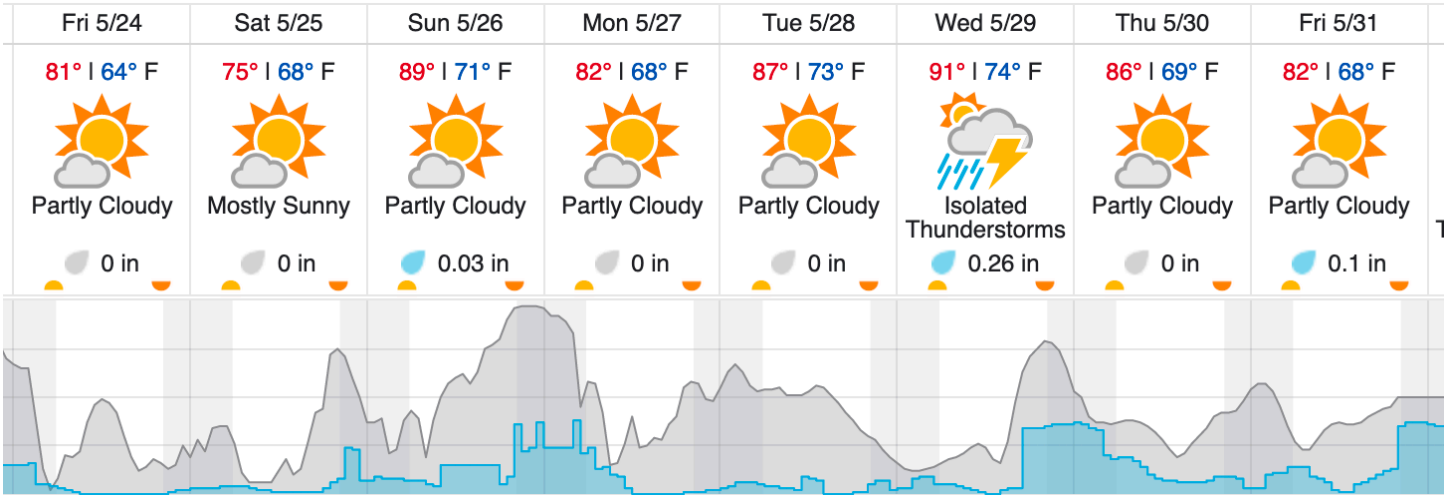 Fri 5/24 Sat 5/25 Sun 5/26 Mon 5/27 Tue 5/28 Wed 5/29 Thu 5/30 Fri 5/31
81° | 64° F 75° | 68° F 89° | 71° F 82° | 68° F 87° | 73° F 91° | 74° F 86° | 69° F 82° | 68° F
Partly Cloudy Mostly Sunny Partly Cloudy Partly Cloudy Partly Cloudy Isolated Partly Cloudy Partly Cloudy
Thunderstorms T
0 in 0 in 0.03 in 0 in 0 in 0.26 in 0 in 0.1 in